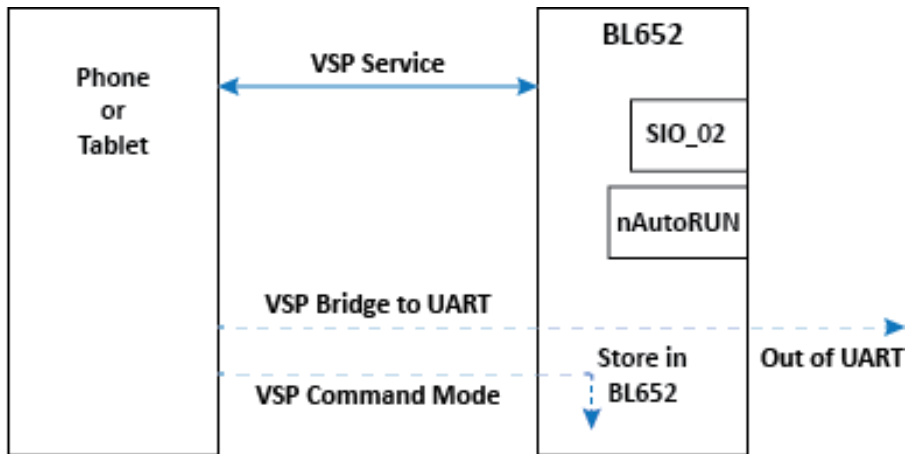 Phone
or
Tablet
VSP Service
BL652
SIO_02
nAutoRUN
VSP Bridge to UART
VSP Command Mode
Store in
BL652
Out of UART